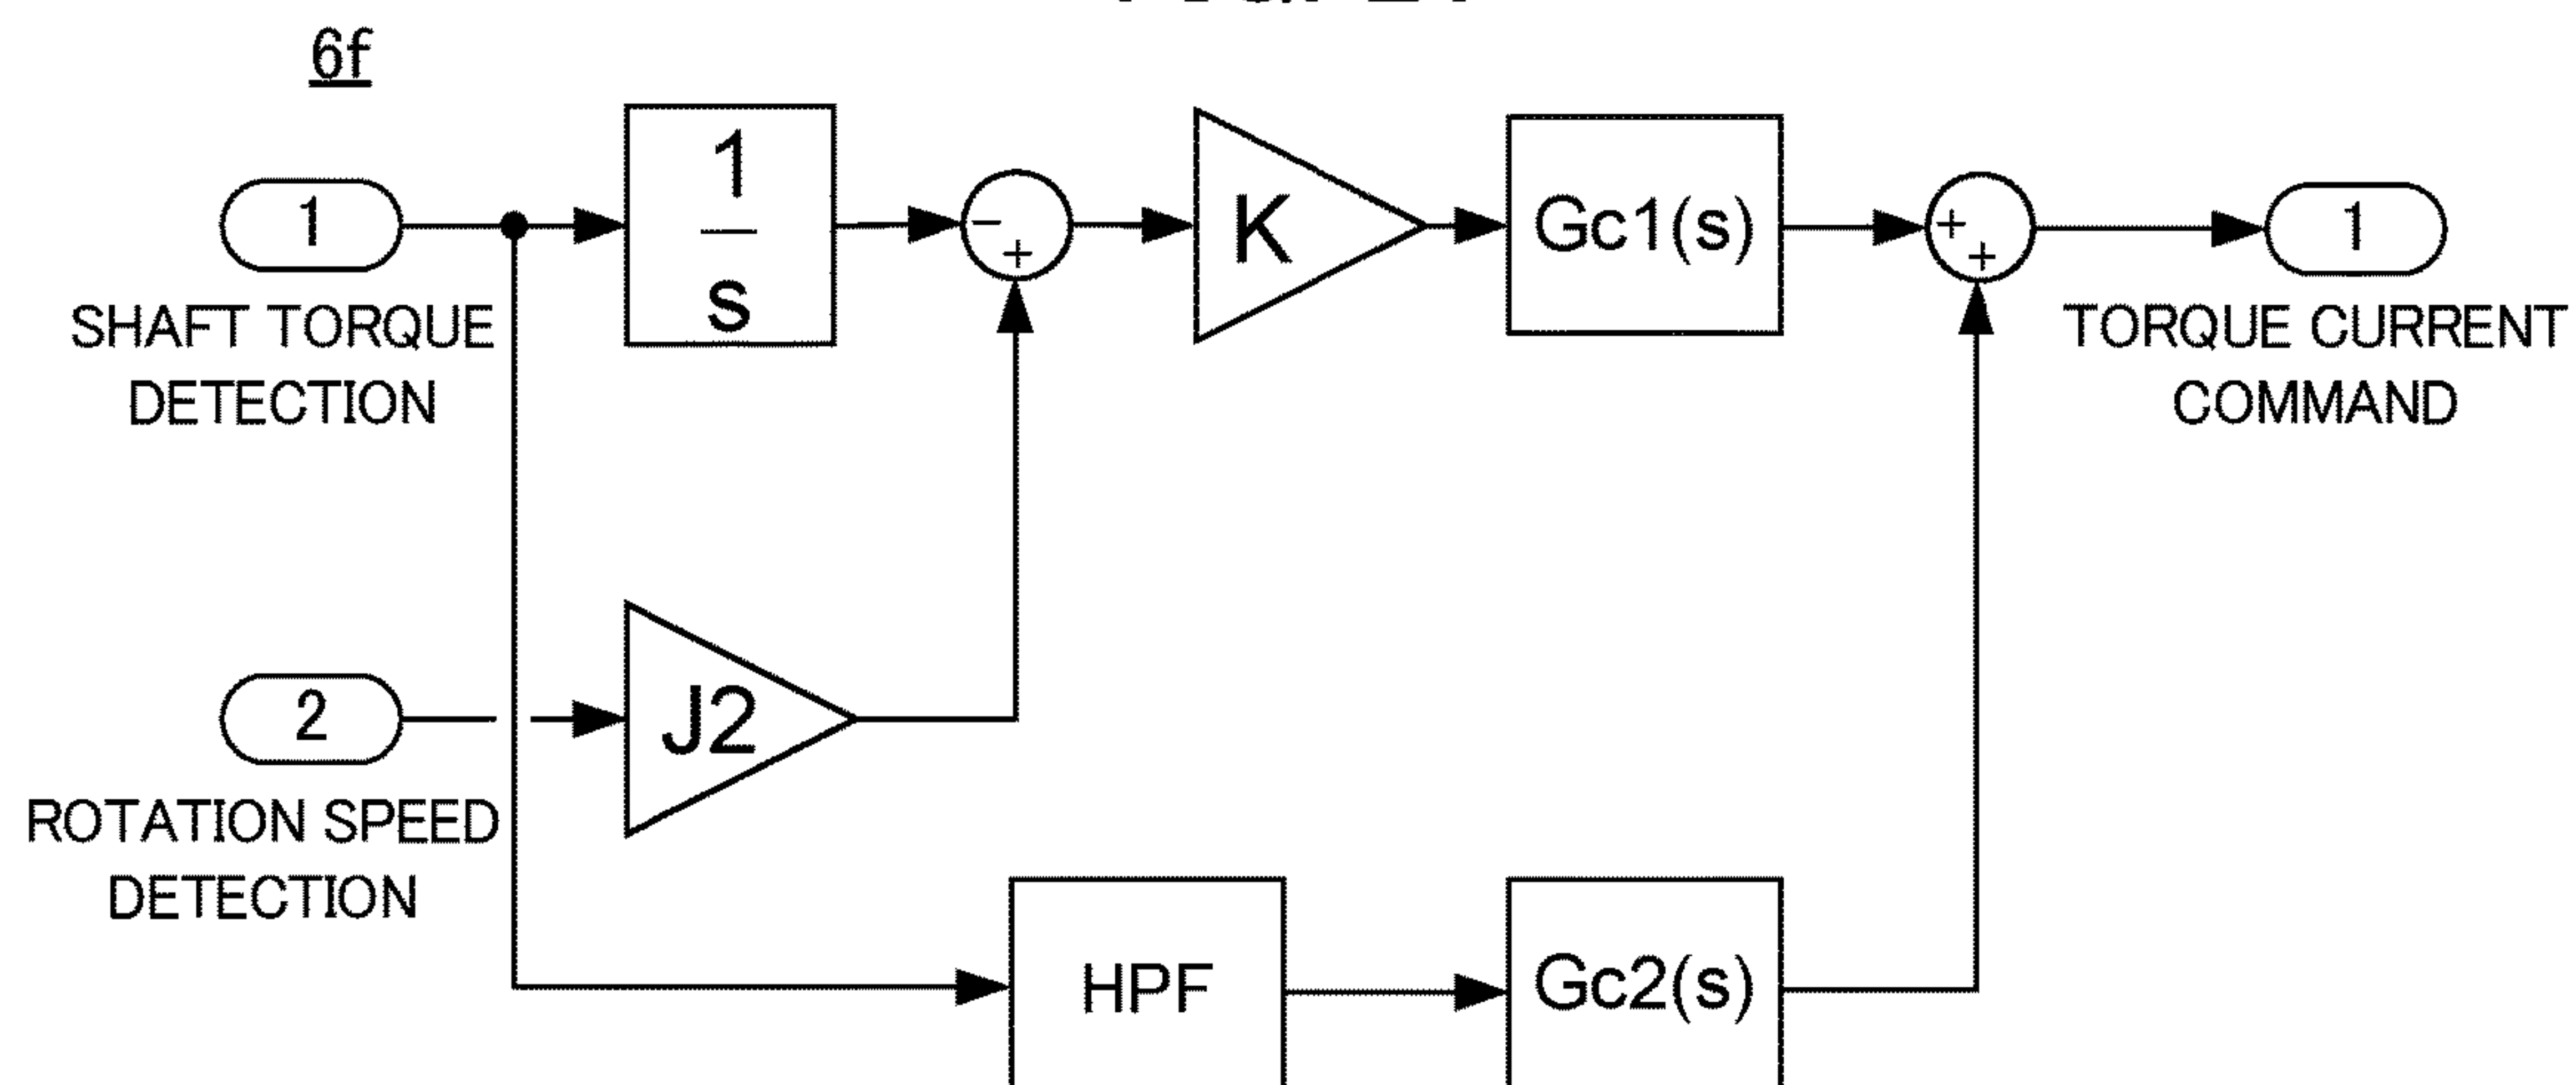 6f
1
SHAFT TORQUE
DETECTION
1
s
−
+
K
Gc1(s)
+
+
1
TORQUE CURRENT
COMMAND
2
ROTATION SPEED
DETECTION
J2
HPF
Gc2(s)